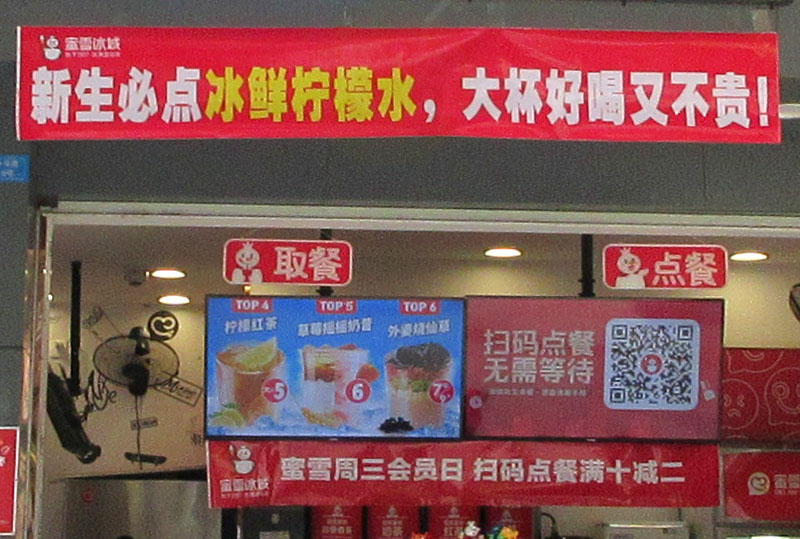 蜜雪冰城
新生必点冰鲜柠檬水，大杯好喝又不贵！
取餐
点餐
TOP 4
柠檬红茶
5
TOP 5
草莓摇摇奶昔
6
TOP 6
外婆烧仙草
7
扫码点餐
无需等待
蜜雪冰城
蜜雪周三会员日 扫码点餐满十减二